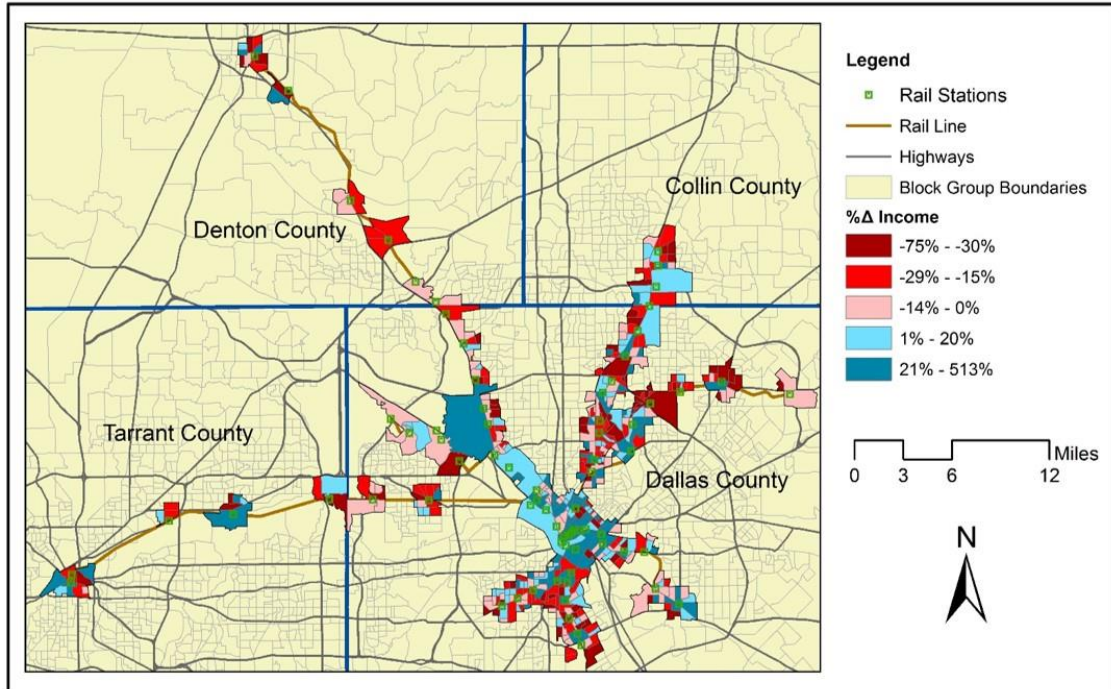 Denton County
Collin County
Tarrant County
Dallas County
Legend
Rail Stations
Rail Line
Highways
Block Group Boundaries
%Δ Income
-75% - -30%
-29% - -15%
-14% - 0%
1% - 20%
21% - 513%
Miles
0 3 6 12
N